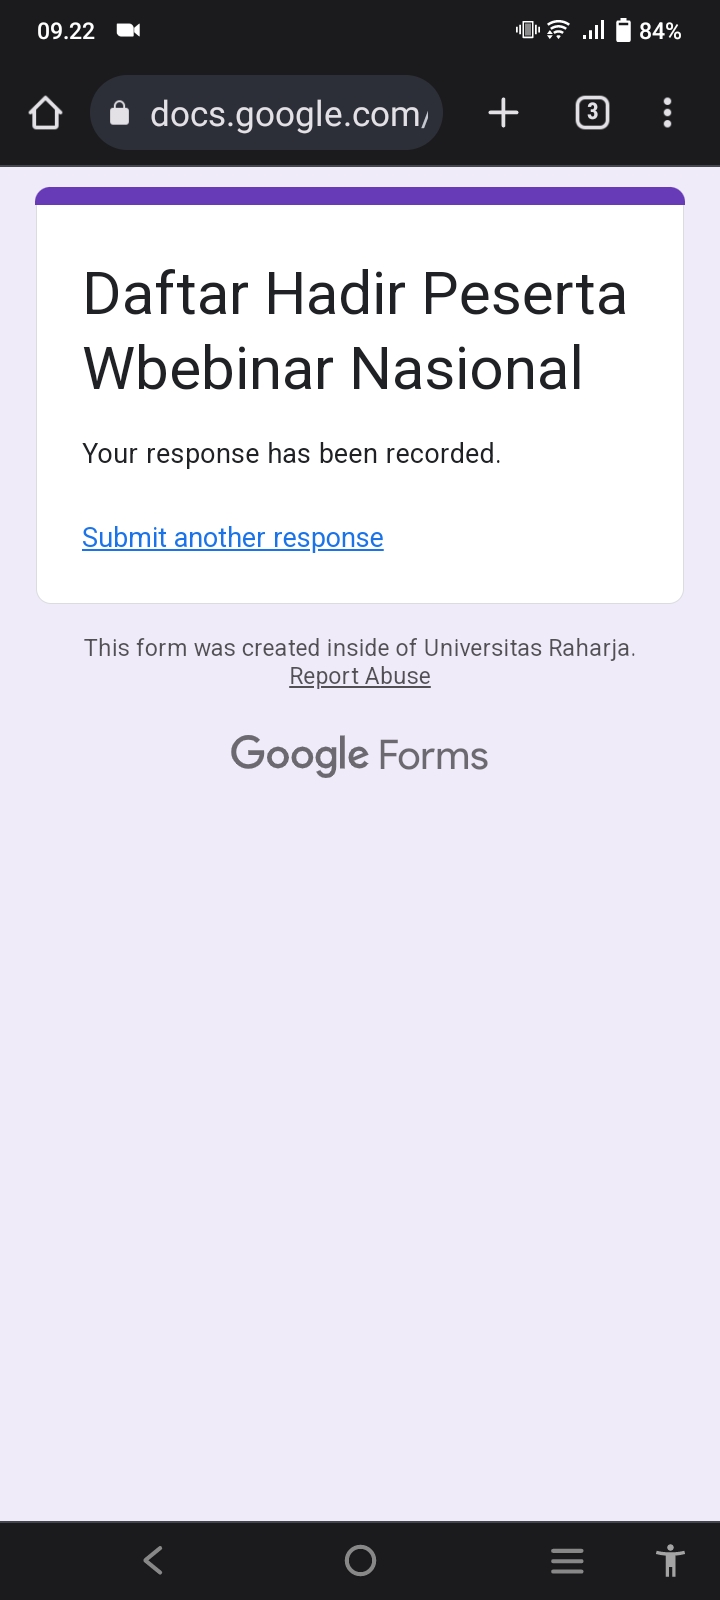 09.22 84%
docs.google.com/ 3
Daftar Hadir Peserta
Wbebinar Nasional
Your response has been recorded.
Submit another response
This form was created inside of Universitas Raharja.
Report Abuse
Google Forms